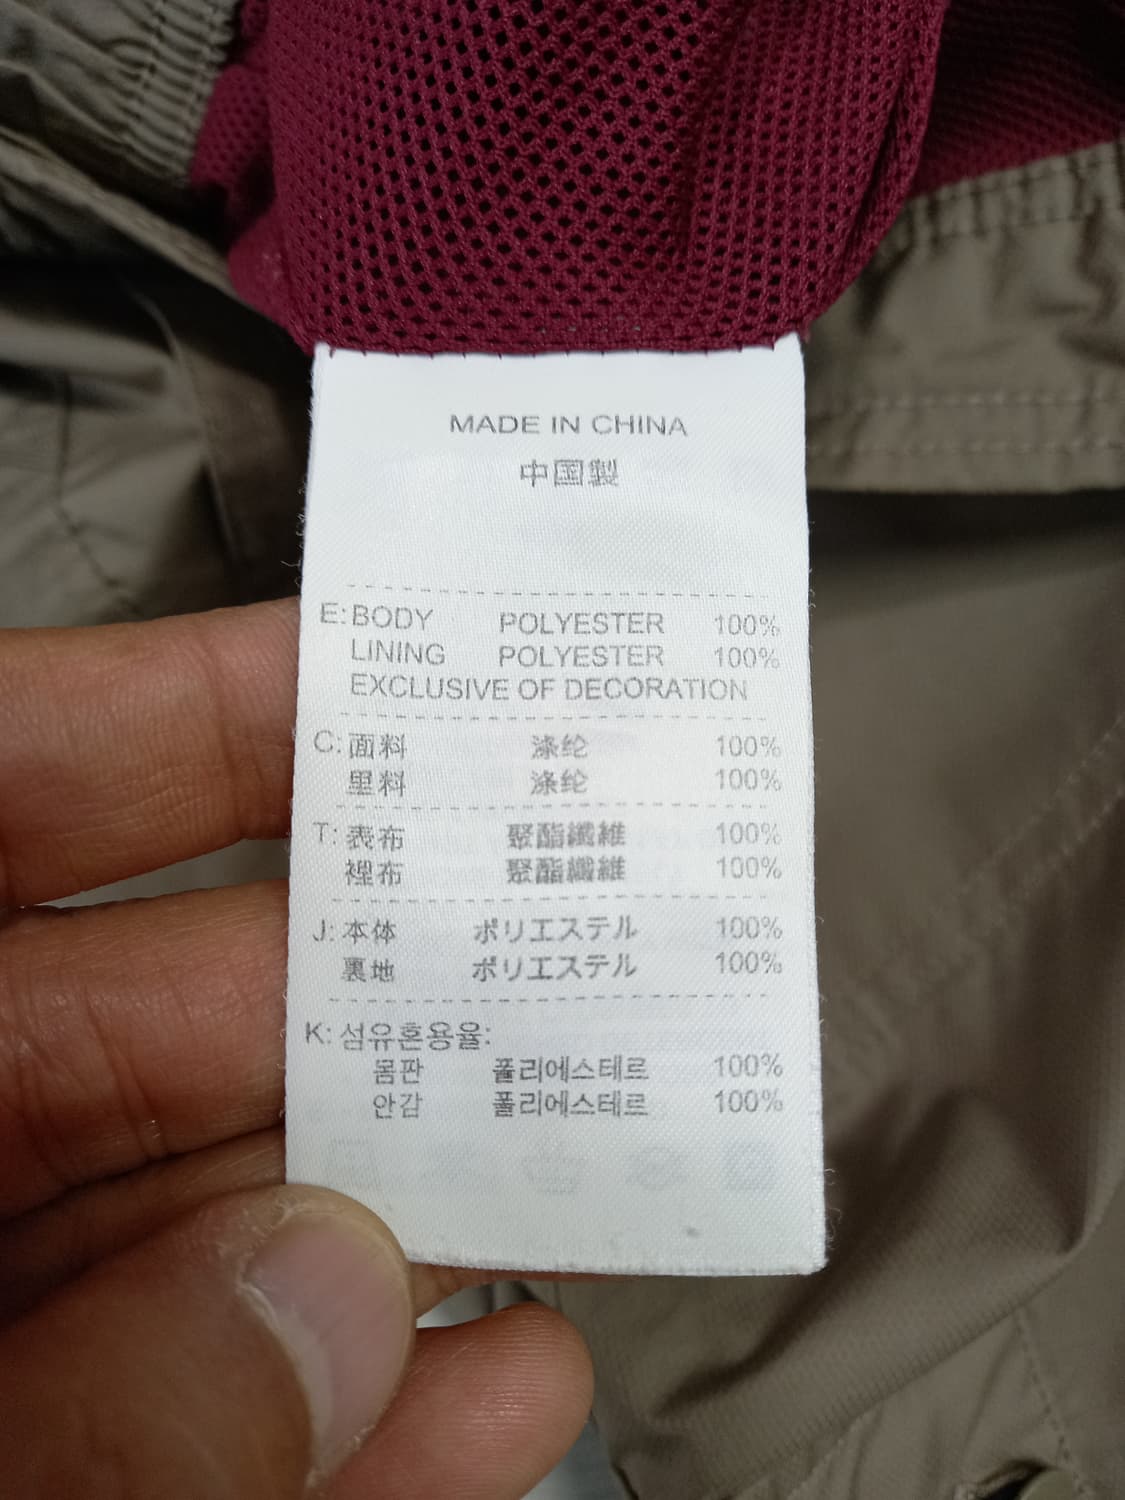 MADE IN CHINA
中国製
E: BODY POLYESTER 100%
LINING POLYESTER 100%
EXCLUSIVE OF DECORATION
C: 面料 涤纶 100%
里料 涤纶 100%
T: 表布 聚酯纖維 100%
裡布 聚酯纖維 100%
J: 本体 ポリエステル 100%
裏地 ポリエステル 100%
K: 섬유혼용율:
몸판 폴리에스테르 100%
안감 폴리에스테르 100%